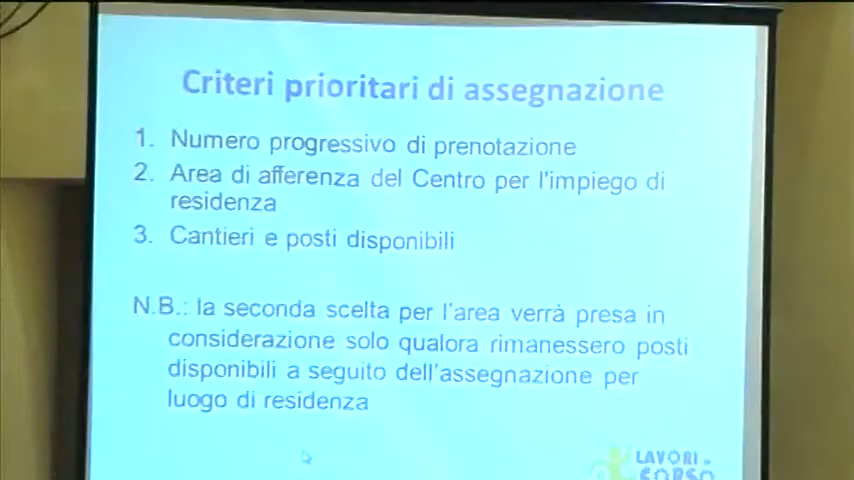 Criteri prioritari di assegnazione
1. Numero progressivo di prenotazione
2. Area di afferenza del Centro per l'impiego di
residenza
3. Cantieri e posti disponibili
N.B.: la seconda scelta per l'area verrà presa in
considerazione solo qualora rimanessero posti
disponibili a seguito dell'assegnazione per
luogo di residenza
LAVORI in
CORSO